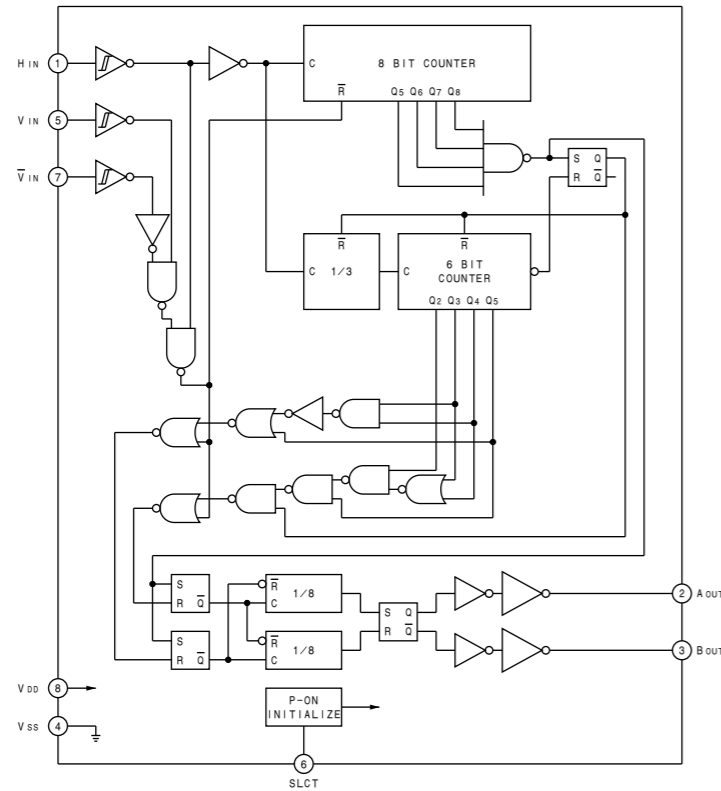 H IN 1
C 8 BIT COUNTER
R̅ Q5 Q6 Q7 Q8
V IN 5
S Q
R Q̅
V̅ IN 7
R̅ R̅
C 1/3
C 6 BIT COUNTER
Q2 Q3 Q4 Q5
S
R Q̅
R̅
C 1/8
S Q
R Q̅
2 A OUT
S
R Q̅
R̅
C 1/8
3 B OUT
V DD 8
V SS 4
P-ON
INITIALIZE
6
SLCT